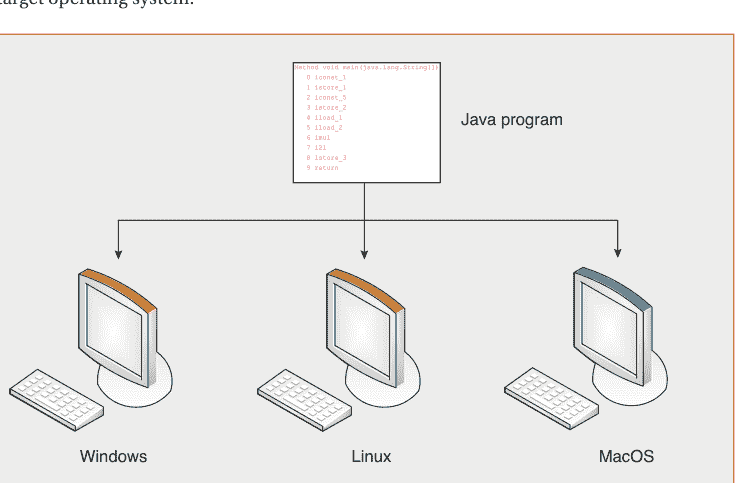 target operating system.
Method void main(java.lang.String[])
0 iconst_1
1 istore_1
2 iconst_5
3 istore_2
4 iload_1
5 iload_2
6 imul
7 i2l
8 lstore_3
9 return
Java program
Windows
Linux
MacOS